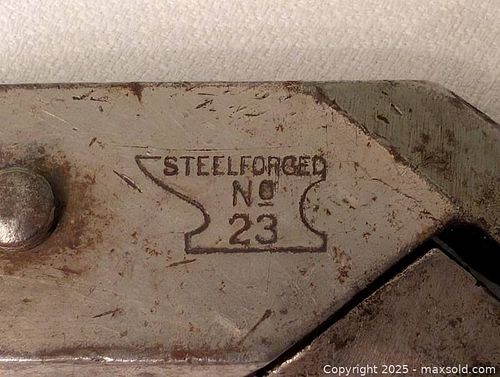 STEELFORGED
Nº
23
Copyright 2025 - maxsold.com